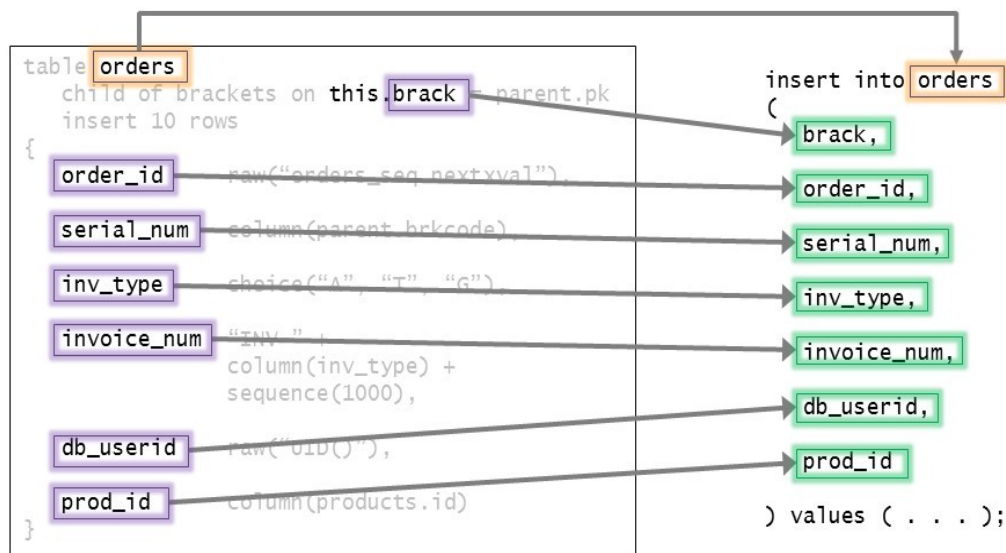 table orders
child of brackets on this.brack = parent.pk
insert 10 rows
{
order_id raw("orders_seq.nextxval"),
serial_num column(parent.brkcode),
inv_type choice("A", "T", "G"),
invoice_num "INV-" +
column(inv_type) +
sequence(1000),
db_userid raw("UID()"),
prod_id column(products.id)
}
insert into orders
(
brack,
order_id,
serial_num,
inv_type,
invoice_num,
db_userid,
prod_id
) values ( . . . );